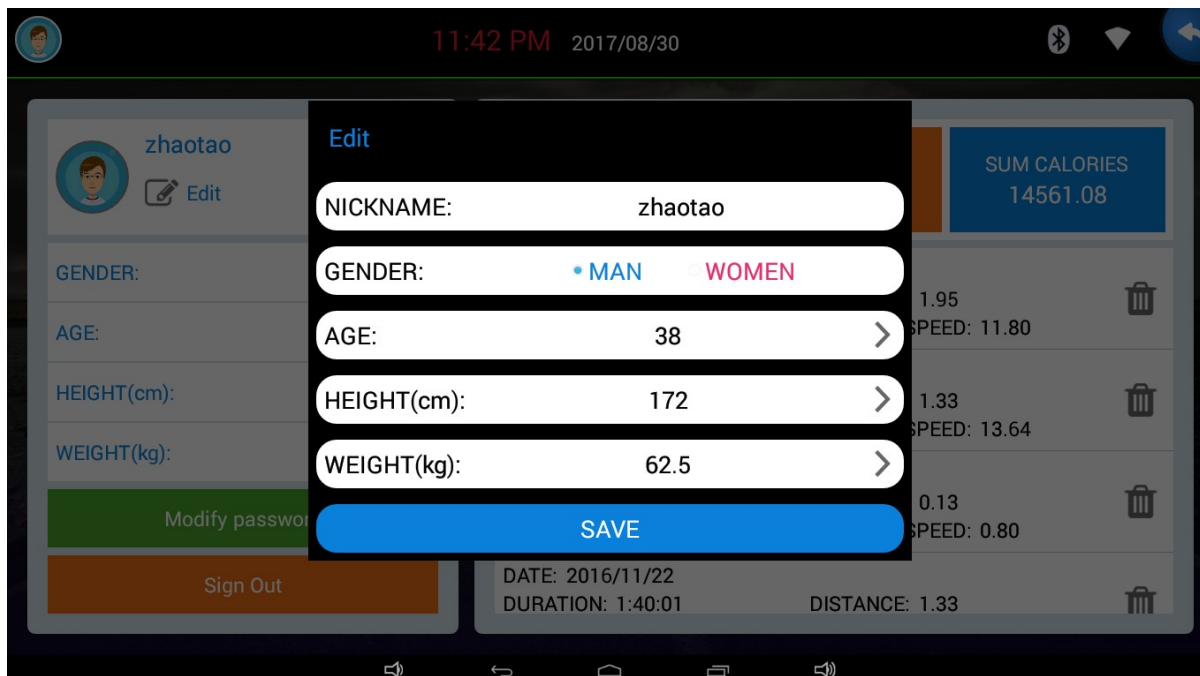 11:42 PM 2017/08/30
zhaotao
Edit
SUM CALORIES
14561.08
GENDER:
AGE:
HEIGHT(cm):
WEIGHT(kg):
Modify
Sign Out
Edit
NICKNAME: zhaotao
GENDER: MAN WOMEN
AGE: 38
HEIGHT(cm): 172
WEIGHT(kg): 62.5
SAVE
1.95
SPEED: 11.80
1.33
SPEED: 13.64
0.13
SPEED: 0.80
DATE: 2016/11/22
DURATION: 1:40:01 DISTANCE: 1.33